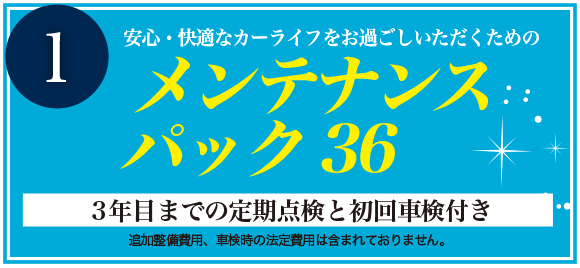 1
安心・快適なカーライフをお過ごしいただくための
メンテナンス
パック 36
3年目までの定期点検と初回車検付き
追加整備費用、車検時の法定費用は含まれておりません。